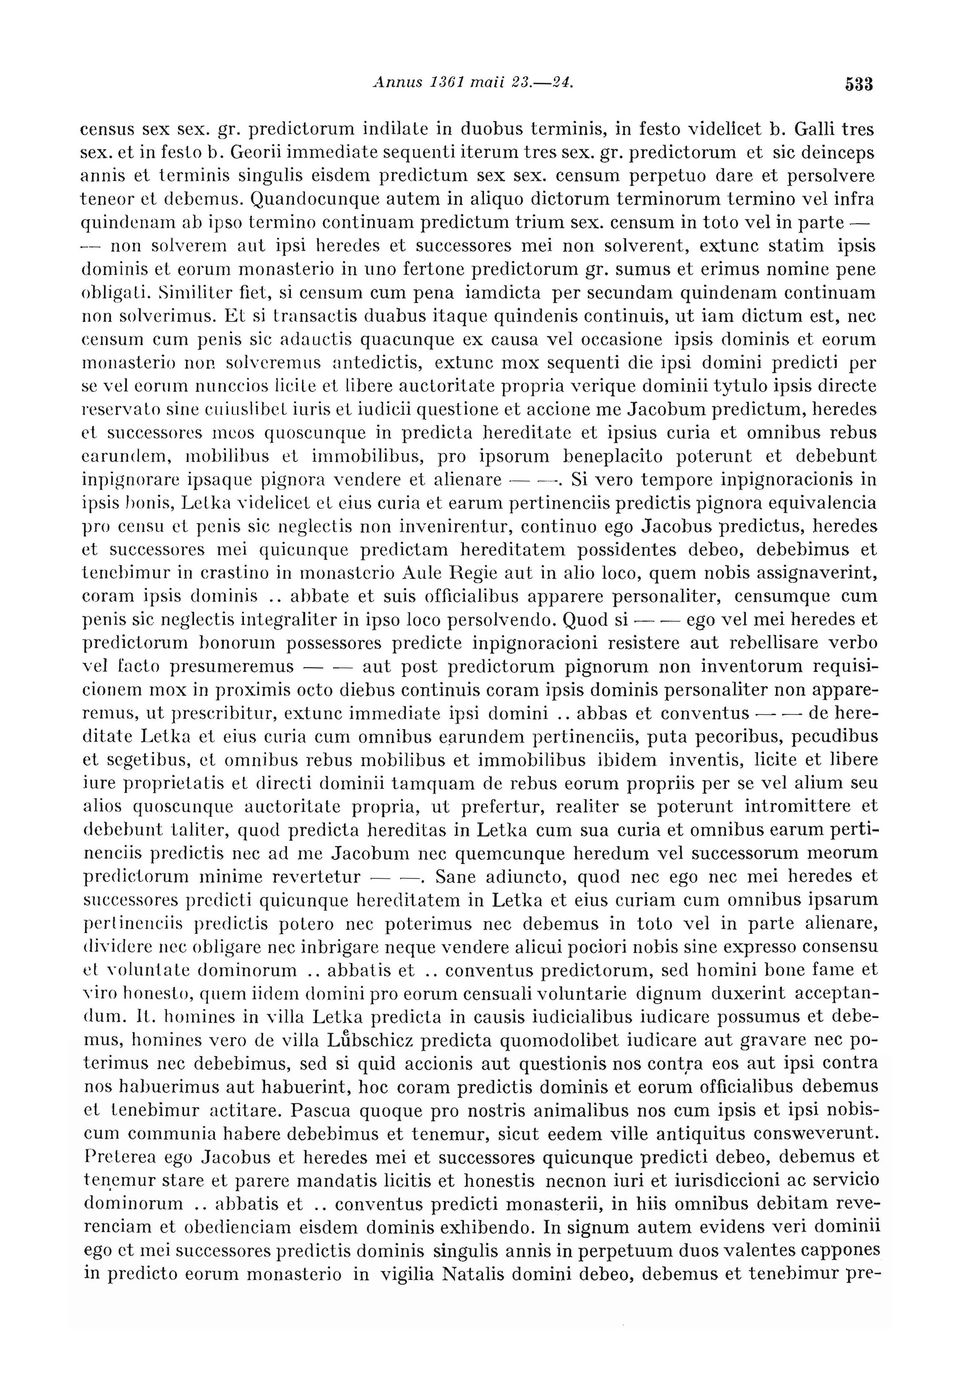 Annus 1361 maii 23.—24. 533
census sex sex. gr. predictorum indilate in duobus terminis, in festo videlicet b. Galli tres
sex. et in festo b. Georii immediate sequenti iterum tres sex. gr. predictorum et sic deinceps
annis et terminis singulis eisdem predictum sex sex. censum perpetuo dare et persolvere
teneor et debemus. Quandocunque autem in aliquo dictorum terminorum termino vel infra
quindenam ab ipso termino continuam predictum trium sex. censum in toto vel in parte —
— non solverem aut ipsi heredes et successores mei non solverent, extunc statim ipsis
dominis et eorum monasterio in uno fertone predictorum gr. sumus et erimus nomine pene
obligati. Similiter fiet, si censum cum pena iamdicta per secundam quindenam continuam
non solverimus. Et si transactis duabus itaque quindenis continuis, ut iam dictum est, nec
censum cum penis sic adauctis quacunque ex causa vel occasione ipsis dominis et eorum
monasterio non solveremus antedictis, extunc mox sequenti die ipsi domini predicti per
se vel eorum nunccios licite et libere auctoritate propria verique dominii tytulo ipsis directe
reservato sine cuiuslibet iuris et iudicii questione et accione me Jacobum predictum, heredes
et successores meos quoscunque in predicta hereditate et ipsius curia et omnibus rebus
earundem, mobilibus et immobilibus, pro ipsorum beneplacito poterunt et debebunt
inpignorare ipsaque pignora vendere et alienare — —. Si vero tempore inpignoracionis in
ipsis bonis, Letka videlicet et eius curia et earum pertinenciis predictis pignora equivalencia
pro censu et penis sic neglectis non invenirentur, continuo ego Jacobus predictus, heredes
et successores mei quicunque predictam hereditatem possidentes debeo, debebimus et
tenebimur in crastino in monasterio Aule Regie aut in alio loco, quem nobis assignaverint,
coram ipsis dominis .. abbate et suis officialibus apparere personaliter, censumque cum
penis sic neglectis integraliter in ipso loco persolvendo. Quod si — — ego vel mei heredes et
predictorum bonorum possessores predicte inpignoracioni resistere aut rebellisare verbo
vel facto presumeremus — — aut post predictorum pignorum non inventorum requisi-
cionem mox in proximis octo diebus continuis coram ipsis dominis personaliter non appare-
remus, ut prescribitur, extunc immediate ipsi domini .. abbas et conventus — — de here-
ditate Letka et eius curia cum omnibus earundem pertinenciis, puta pecoribus, pecudibus
et segetibus, et omnibus rebus mobilibus et immobilibus ibidem inventis, licite et libere
iure proprietatis et directi dominii tamquam de rebus eorum propriis per se vel alium seu
alios quoscunque auctoritate propria, ut prefertur, realiter se poterunt intromittere et
debebunt taliter, quod predicta hereditas in Letka cum sua curia et omnibus earum perti-
nenciis predictis nec ad me Jacobum nec quemcunque heredum vel successorum meorum
predictorum minime revertetur — —. Sane adiuncto, quod nec ego nec mei heredes et
successores predicti quicunque hereditatem in Letka et eius curiam cum omnibus ipsarum
pertinenciis predictis potero nec poterimus nec debemus in toto vel in parte alienare,
dividere nec obligare nec inbrigare neque vendere alicui pociori nobis sine expresso consensu
et voluntate dominorum .. abbatis et .. conventus predictorum, sed homini bone fame et
viro honesto, quem iidem domini pro eorum censuali voluntarie dignum duxerint acceptan-
dum. It. homines in villa Letka predicta in causis iudicialibus iudicare possumus et debe-
mus, homines vero de villa Lůbschicz predicta quomodolibet iudicare aut gravare nec po-
terimus nec debebimus, sed si quid accionis aut questionis nos contra eos aut ipsi contra
nos habuerimus aut habuerint, hoc coram predictis dominis et eorum officialibus debemus
et tenebimur actitare. Pascua quoque pro nostris animalibus nos cum ipsis et ipsi nobis-
cum communia habere debebimus et tenemur, sicut eedem ville antiquitus consweverunt.
Preterea ego Jacobus et heredes mei et successores quicunque predicti debeo, debemus et
tenemur stare et parere mandatis licitis et honestis necnon iuri et iurisdiccioni ac servicio
dominorum .. abbatis et .. conventus predicti monasterii, in hiis omnibus debitam reve-
renciam et obedienciam eisdem dominis exhibendo. In signum autem evidens veri dominii
ego et mei successores predictis dominis singulis annis in perpetuum duos valentes cappones
in predicto eorum monasterio in vigilia Natalis domini debeo, debemus et tenebimur pre-